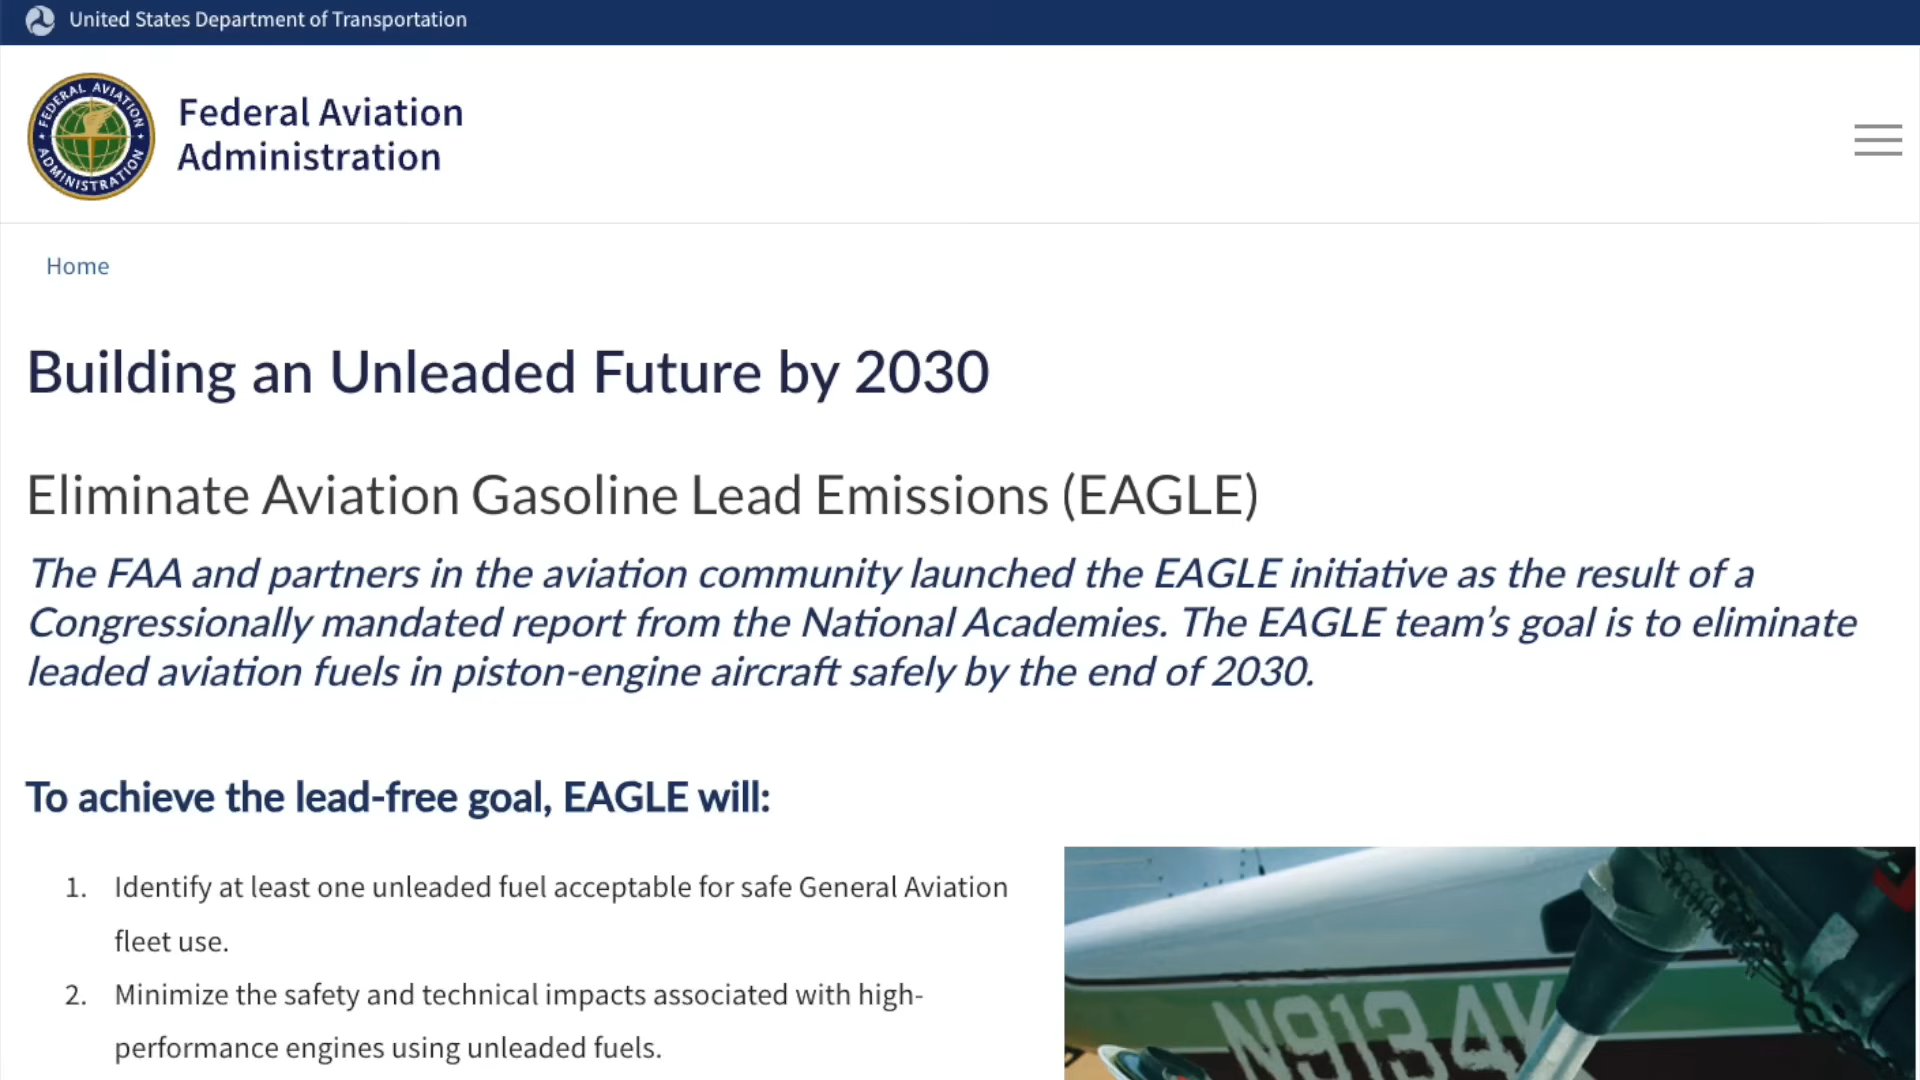 United States Department of Transportation
FEDERAL AVIATION ADMINISTRATION
Federal Aviation
Administration
Home
Building an Unleaded Future by 2030
Eliminate Aviation Gasoline Lead Emissions (EAGLE)
The FAA and partners in the aviation community launched the EAGLE initiative as the result of a
Congressionally mandated report from the National Academies. The EAGLE team’s goal is to eliminate
leaded aviation fuels in piston-engine aircraft safely by the end of 2030.
To achieve the lead-free goal, EAGLE will:
1. Identify at least one unleaded fuel acceptable for safe General Aviation
fleet use.
2. Minimize the safety and technical impacts associated with high-
performance engines using unleaded fuels.